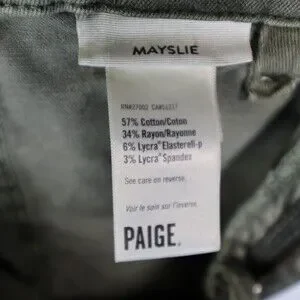 MAYSLIE
57% Cotton/Coton
34% Rayon/Rayonne
6% Lycra Elasterell-p
3% Lycra Spandex
See care on reverse.
Voir le soin sur l'inverse.
PAIGE.